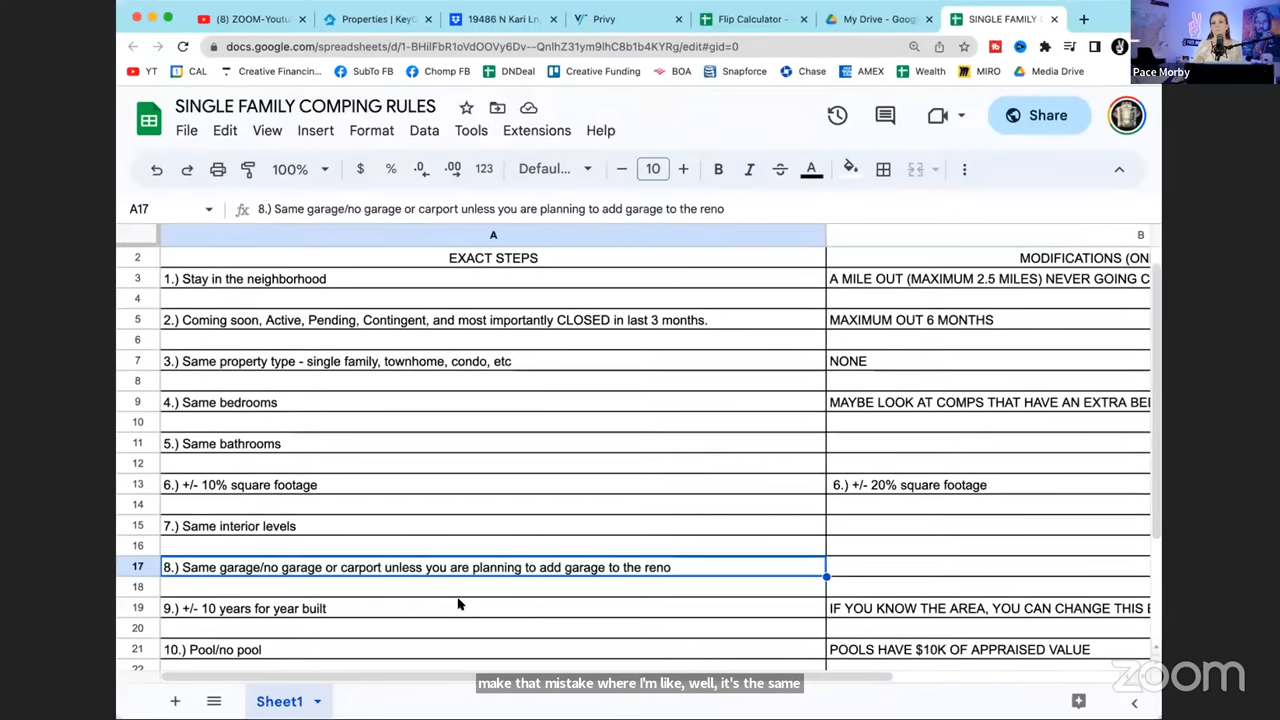 (8) ZOOM-Youtu
Properties | KeyG
19486 N Kari Ln,
Privy
Flip Calculator -
My Drive - Goog
SINGLE FAMILY C
Pace Morby
docs.google.com/spreadsheets/d/1-BHiIFbR1oVdOOVy6Dv--QnIhZ31ym9IhC8b1b4KYRg/edit#gid=0
YT
CAL
Creative Financin...
SubTo FB
Chomp FB
DNDeal
Creative Funding
BOA
Snapforce
Chase
AMEX
Wealth
MIRO
Media Drive
SINGLE FAMILY COMPING RULES
File Edit View Insert Format Data Tools Extensions Help
Share
100% $ % .0 .00 123 Defaul... 10 B I A
A17
8.) Same garage/no garage or carport unless you are planning to add garage to the reno
A B
2 EXACT STEPS MODIFICATIONS (ON
3 1.) Stay in the neighborhood A MILE OUT (MAXIMUM 2.5 MILES) NEVER GOING C
4
5 2.) Coming soon, Active, Pending, Contingent, and most importantly CLOSED in last 3 months. MAXIMUM OUT 6 MONTHS
6
7 3.) Same property type - single family, townhome, condo, etc NONE
8
9 4.) Same bedrooms MAYBE LOOK AT COMPS THAT HAVE AN EXTRA BE
10
11 5.) Same bathrooms
12
13 6.) +/- 10% square footage 6.) +/- 20% square footage
14
15 7.) Same interior levels
16
17 8.) Same garage/no garage or carport unless you are planning to add garage to the reno
18
19 9.) +/- 10 years for year built IF YOU KNOW THE AREA, YOU CAN CHANGE THIS
20
21 10.) Pool/no pool POOLS HAVE $10K OF APPRAISED VALUE
22
make that mistake where I'm like, well, it's the same
zoom
Sheet1